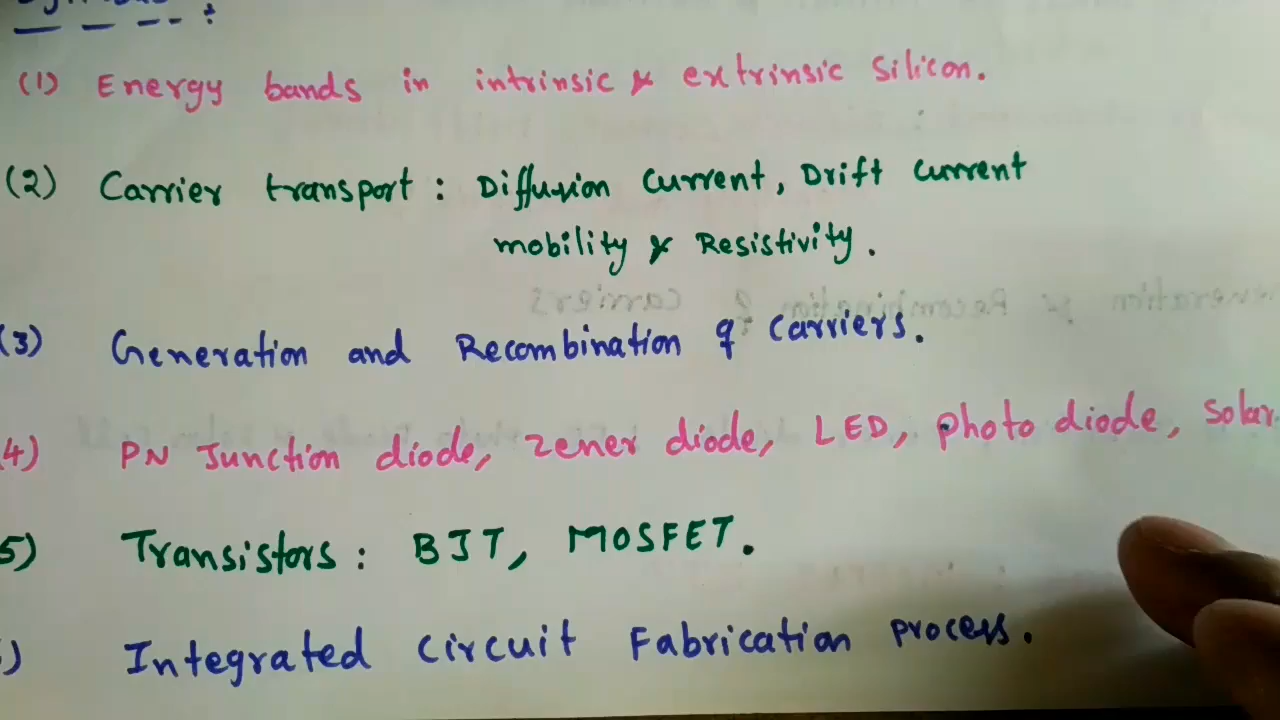 (1) Energy bands in intrinsic & extrinsic Silicon.
(2) Carrier transport: Diffusion Current, Drift Current
mobility & Resistivity.
(3) Generation and Recombination of Carriers.
4) PN Junction diode, zener diode, LED, photo diode, Solar
5) Transistors: BJT, MOSFET.
) Integrated Circuit Fabrication process.